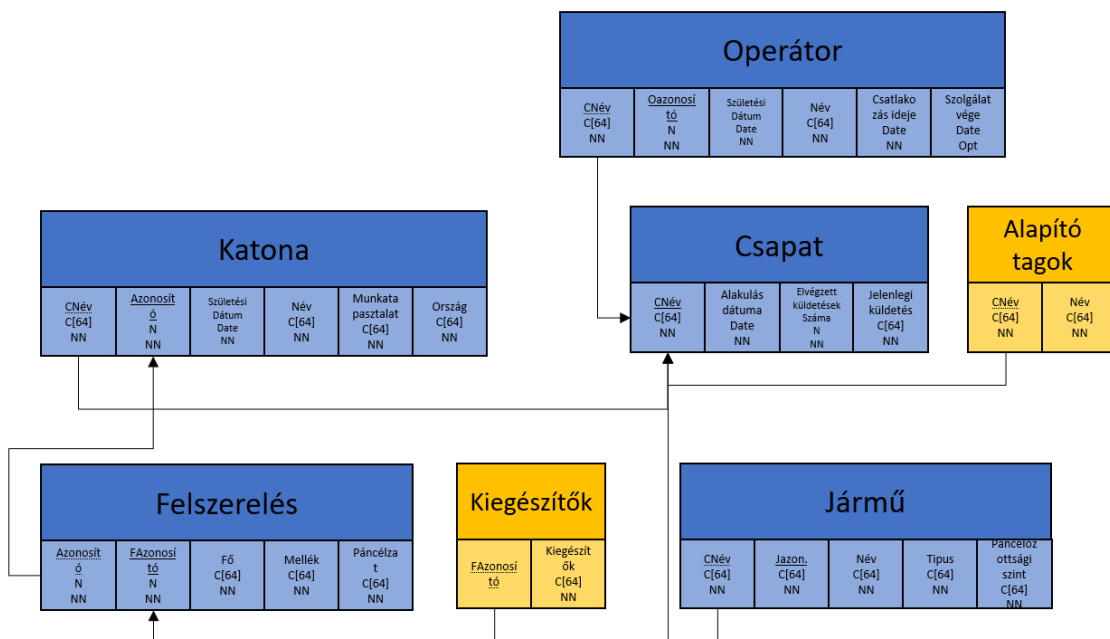 Operátor
CNév
C[64]
NN
Oazonosí
tó
N
NN
Születési
Dátum
Date
NN
Név
C[64]
NN
Csatlako
zás ideje
Date
NN
Szolgálat
vége
Date
Opt
Katona
CNév
C[64]
NN
Azonosít
ó
N
NN
Születési
Dátum
Date
NN
Név
C[64]
NN
Munkata
pasztalat
C[64]
NN
Ország
C[64]
NN
Csapat
CNév
C[64]
NN
Alakulás
dátuma
Date
NN
Elvégzett
küldetések
Száma
N
NN
Jelenlegi
küldetés
C[64]
NN
Alapító
tagok
CNév
C[64]
NN
Név
C[64]
NN
Felszerelés
Azonosít
ó
N
NN
FAzonosí
tó
N
NN
Fő
C[64]
NN
Mellék
C[64]
NN
Páncélza
t
C[64]
NN
Kiegészítők
FAzonosí
tó
Kiegészít
ők
C[64]
NN
Jármű
CNév
C[64]
NN
Jazon.
C[64]
NN
Név
C[64]
NN
Tipus
C[64]
NN
Páncéloz
ottsági
szint
C[64]
NN